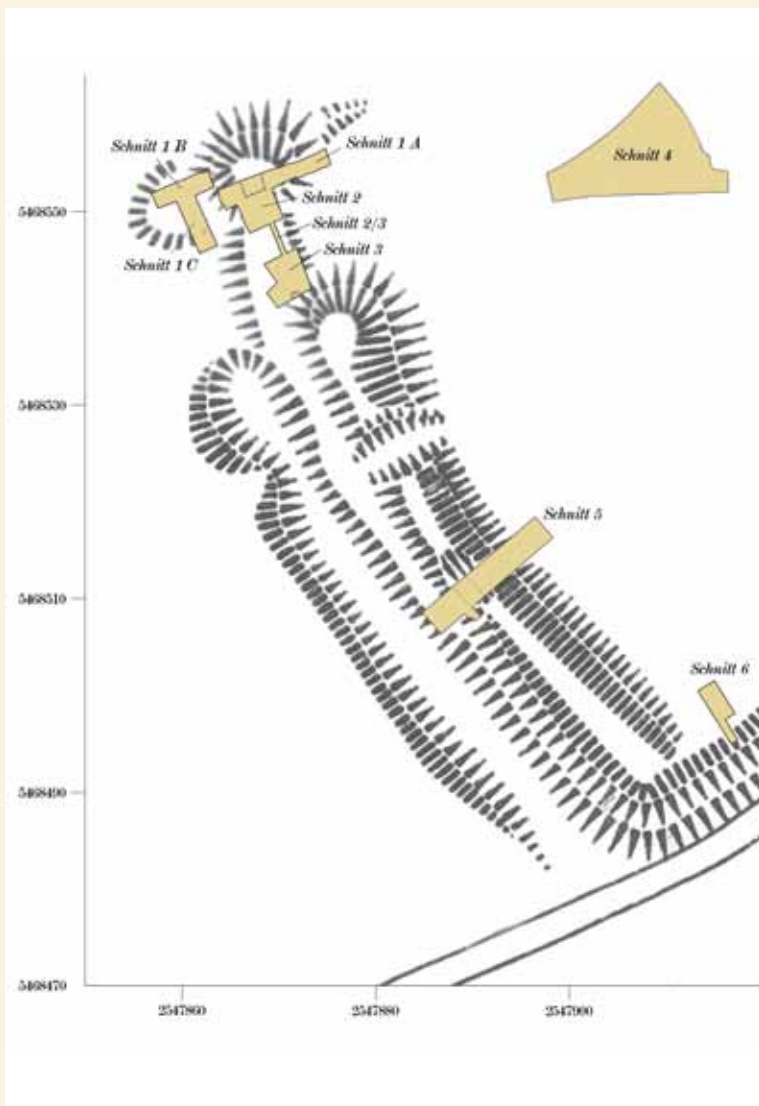 Schnitt 1 B
Schnitt 1 A
Schnitt 4
Schnitt 2
5468550
Schnitt 2/3
Schnitt 3
Schnitt 1 C
5468530
Schnitt 5
5468510
Schnitt 6
5468490
5468470
2547860
2547880
2547900